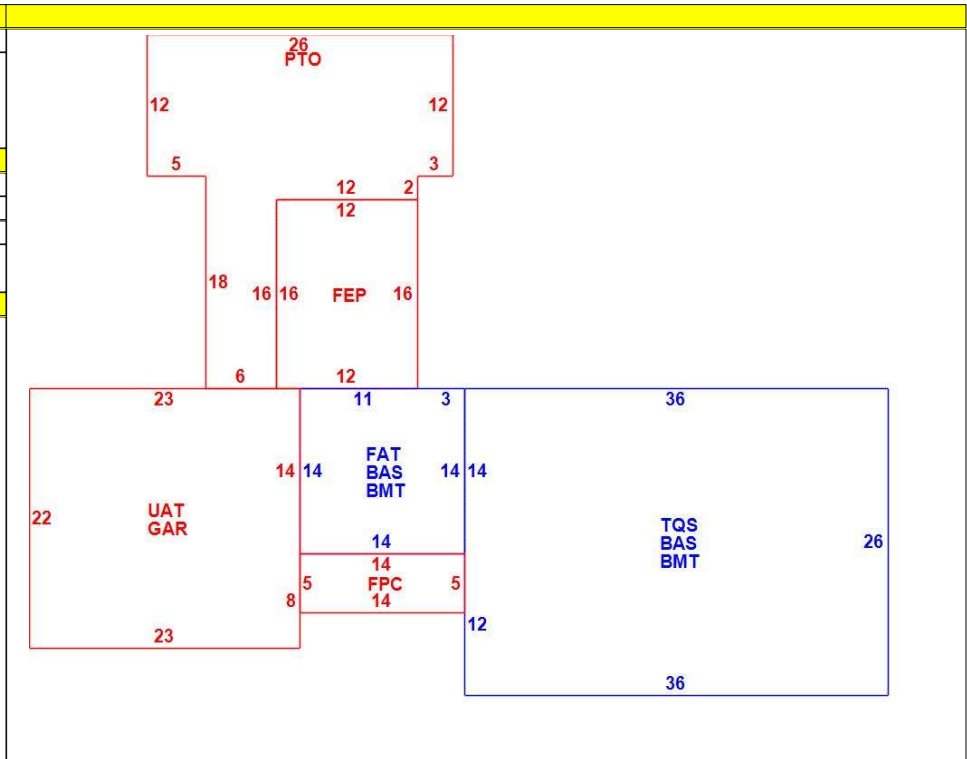 26
PTO
12 12
5 3
12 2
12
18 16 16 FEP 16
6 12
23 11 3 36
14 14 FAT 14 14
BAS
BMT
22 UAT
GAR
TQS
BAS
BMT
26
14
14
5 FPC 5
8 14
12
23
36